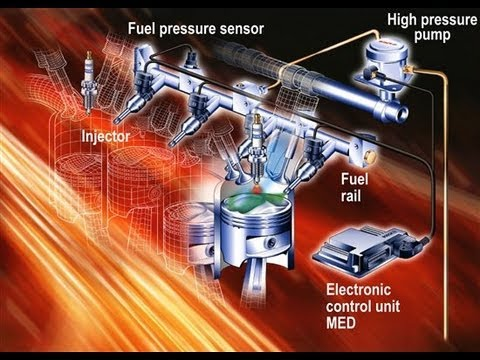 High pressure
pump
Fuel pressure sensor
Injector
Fuel
rail
Electronic
control unit
MED